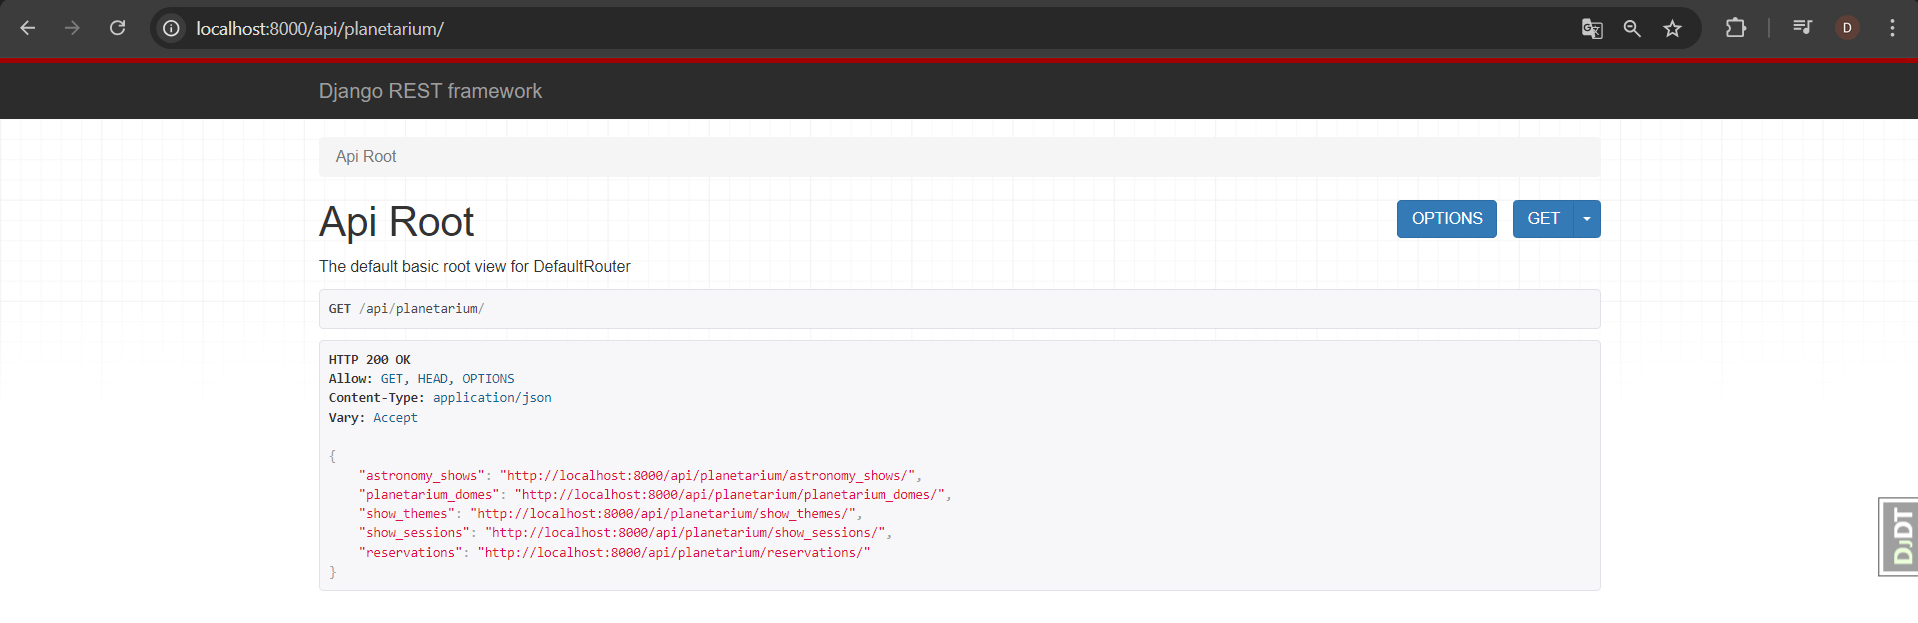 localhost:8000/api/planetarium/
D
Django REST framework
Api Root
Api Root
OPTIONS
GET
The default basic root view for DefaultRouter
GET /api/planetarium/
HTTP 200 OK
Allow: GET, HEAD, OPTIONS
Content-Type: application/json
Vary: Accept
{
    "astronomy_shows": "http://localhost:8000/api/planetarium/astronomy_shows/",
    "planetarium_domes": "http://localhost:8000/api/planetarium/planetarium_domes/",
    "show_themes": "http://localhost:8000/api/planetarium/show_themes/",
    "show_sessions": "http://localhost:8000/api/planetarium/show_sessions/",
    "reservations": "http://localhost:8000/api/planetarium/reservations/"
}
DJDT